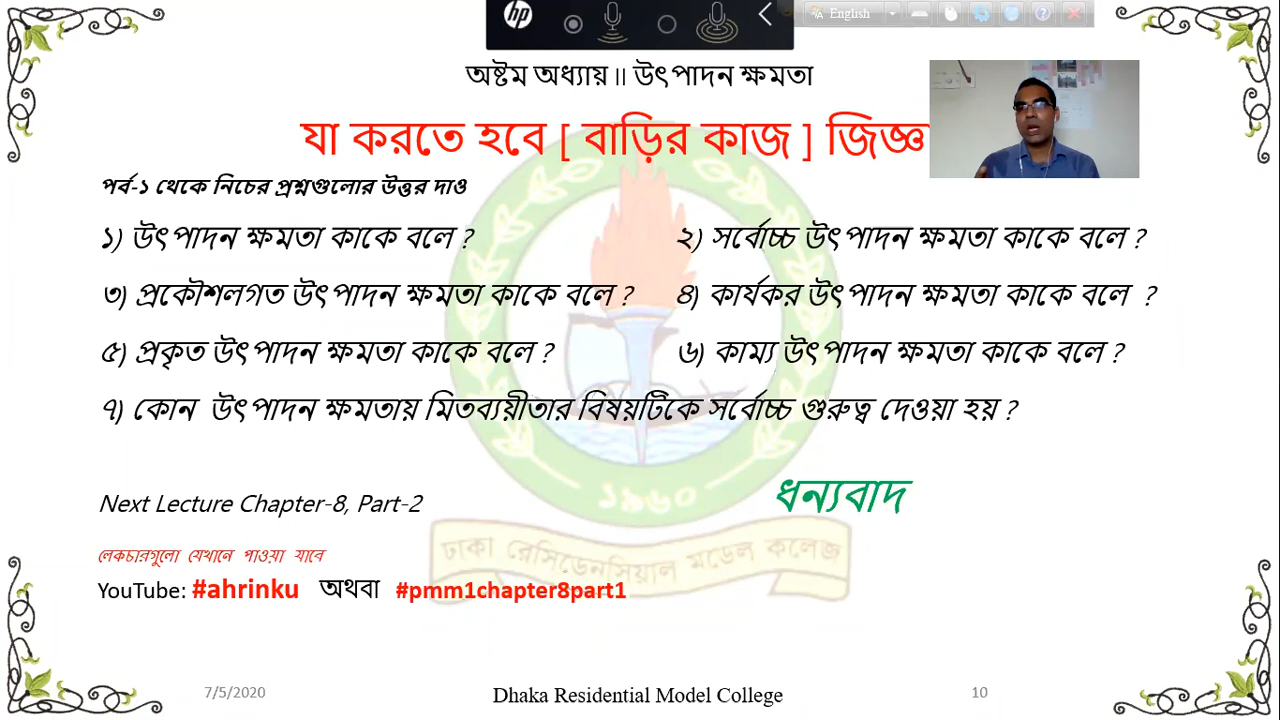 English
অষ্টম অধ্যায় ॥ উৎপাদন ক্ষমতা
যা করতে হবে [ বাড়ির কাজ ]
পর্ব-১ থেকে নিচের প্রশ্নগুলোর উত্তর দাও
১) উৎপাদন ক্ষমতা কাকে বলে ? ২) সর্বোচ্চ উৎপাদন ক্ষমতা কাকে বলে ?
৩) প্রকৌশলগত উৎপাদন ক্ষমতা কাকে বলে ? ৪) কার্যকর উৎপাদন ক্ষমতা কাকে বলে ?
৫) প্রকৃত উৎপাদন ক্ষমতা কাকে বলে ? ৬) কাম্য উৎপাদন ক্ষমতা কাকে বলে ?
৭) কোন উৎপাদন ক্ষমতায় মিতব্যয়ীতার বিষয়টিকে সর্বোচ্চ গুরুত্ব দেওয়া হয় ?
১৯৬০
Next Lecture Chapter-8, Part-2 ধন্যবাদ
ঢাকা রেসিডেনসিয়াল মডেল কলেজ
লেকচারগুলো যেখানে পাওয়া যাবে
YouTube: #ahrinku অথবা #pmm1chapter8part1
7/5/2020 Dhaka Residential Model College 10